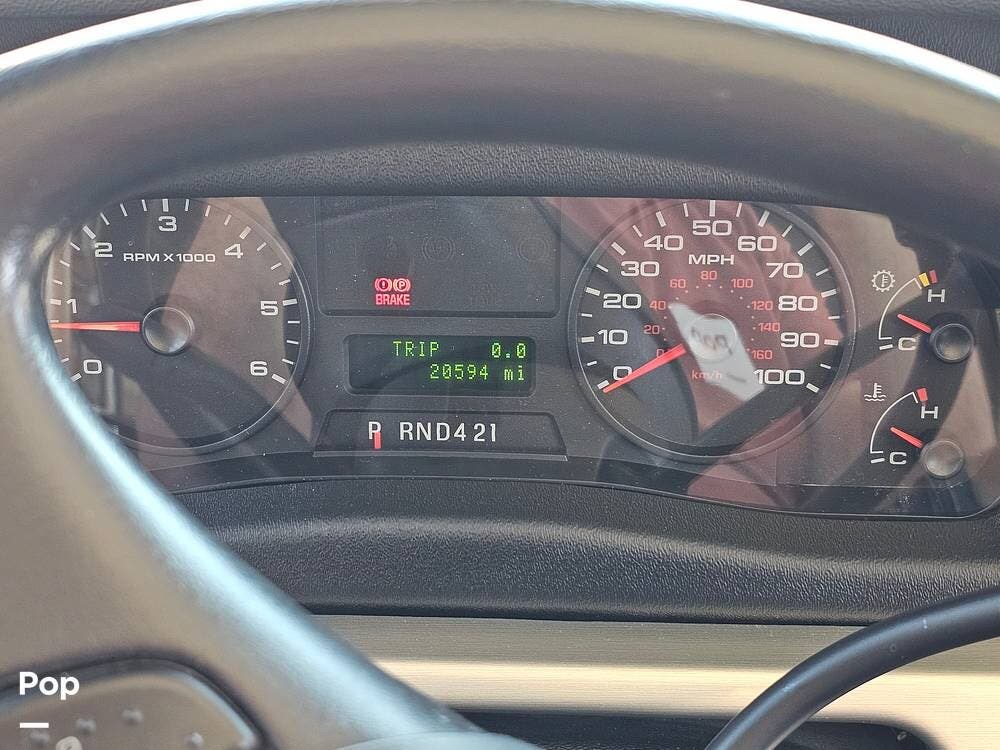 0 1 2 3 4 5 6
RPM X 1000
BRAKE
TRIP 0.0
20594 mi
P RND421
0 10 20 30 40 50 60 70 80 90 100
MPH
0 20 40 60 80 100 120 140 160
km/h
H
C
H
C
Pop